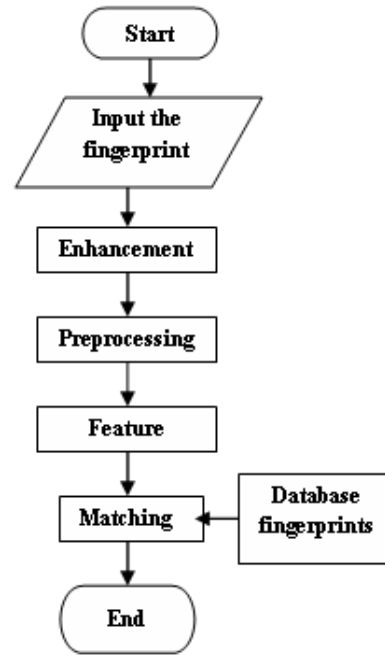 Start
Input the
fingerprint
Enhancement
Preprocessing
Feature
Matching
Database
fingerprints
End